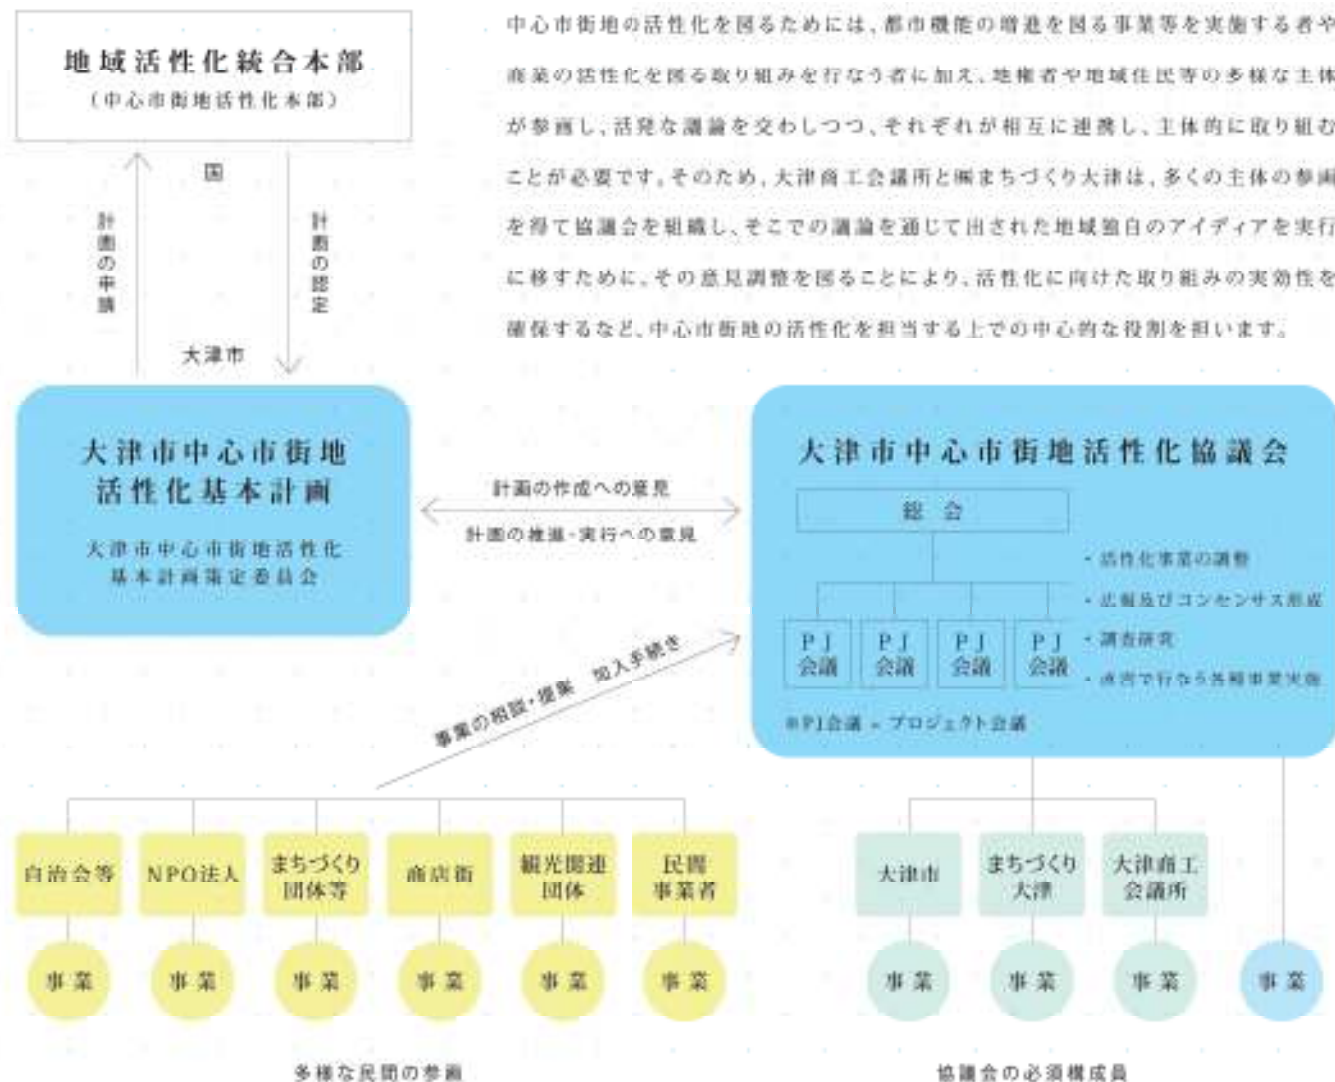 地域活性化統合本部
（中心市街地活性化本部）
国
計画の申請
計画の認定
大津市
中心市街地の活性化を図るためには、都市機能の増進を図る事業等を実施する者や
商業の活性化を図る取り組みを行なう者に加え、地権者や地域住民等の多様な主体
が参画し、活発な議論を交わしつつ、それぞれが相互に連携し、主体的に取り組む
ことが必要です。そのため、大津商工会議所と㈱まちづくり大津は、多くの主体の参画
を得て協議会を組織し、そこでの議論を通じて出された地域独自のアイディアを実行
に移すために、その意見調整を図ることにより、活性化に向けた取り組みの実効性を
確保するなど、中心市街地の活性化を担当する上での中心的な役割を担います。
大津市中心市街地
活性化基本計画
大津市中心市街地活性化
基本計画策定委員会
計画の作成への意見
計画の推進・実行への意見
大津市中心市街地活性化協議会
総 会
PJ
会議
PJ
会議
PJ
会議
PJ
会議
・活性化事業の調整
・広報及びコンセンサス形成
・調査研究
・直営で行なう各種事業実施
※PJ会議 = プロジェクト会議
事業の相談・提案 加入手続き
自治会等
NPO法人
まちづくり
団体等
商店街
観光関連
団体
民間
事業者
事業
事業
事業
事業
事業
事業
多様な民間の参画
大津市
まちづくり
大津
大津商工
会議所
事業
事業
事業
事業
協議会の必須構成員